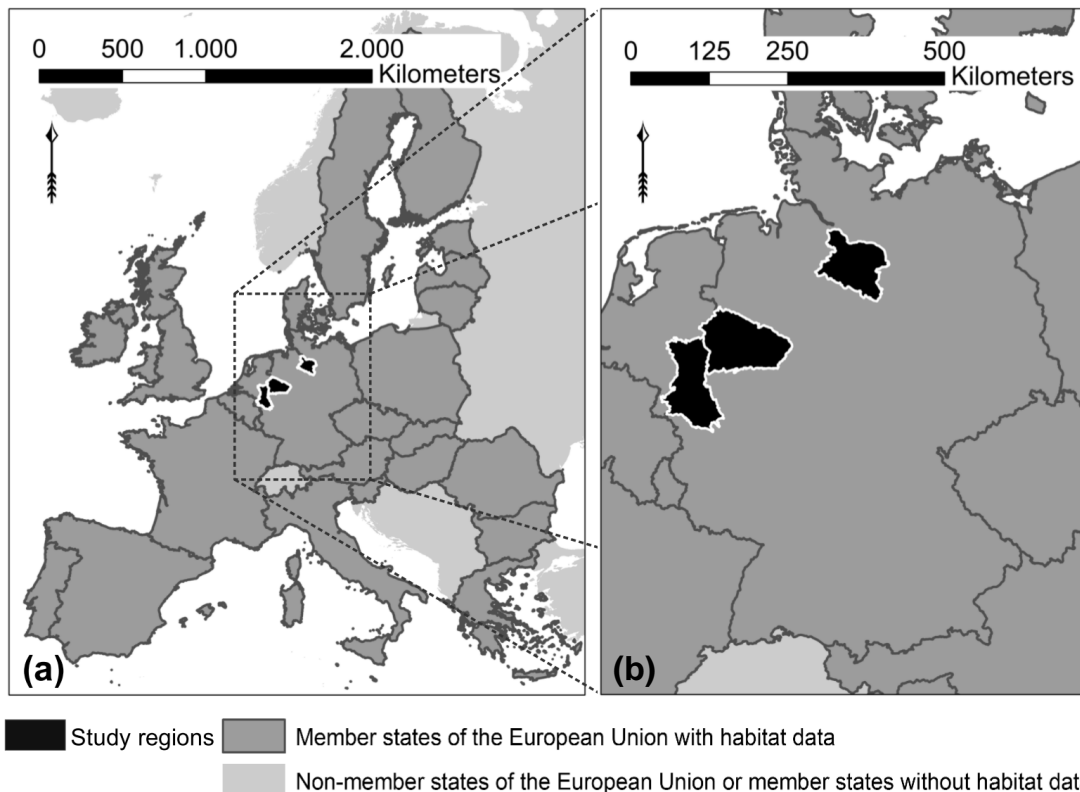 0 500 1.000 2.000
Kilometers
(a)
0 125 250 500
Kilometers
(b)
Study regions
Member states of the European Union with habitat data
Non-member states of the European Union or member states without habitat dat